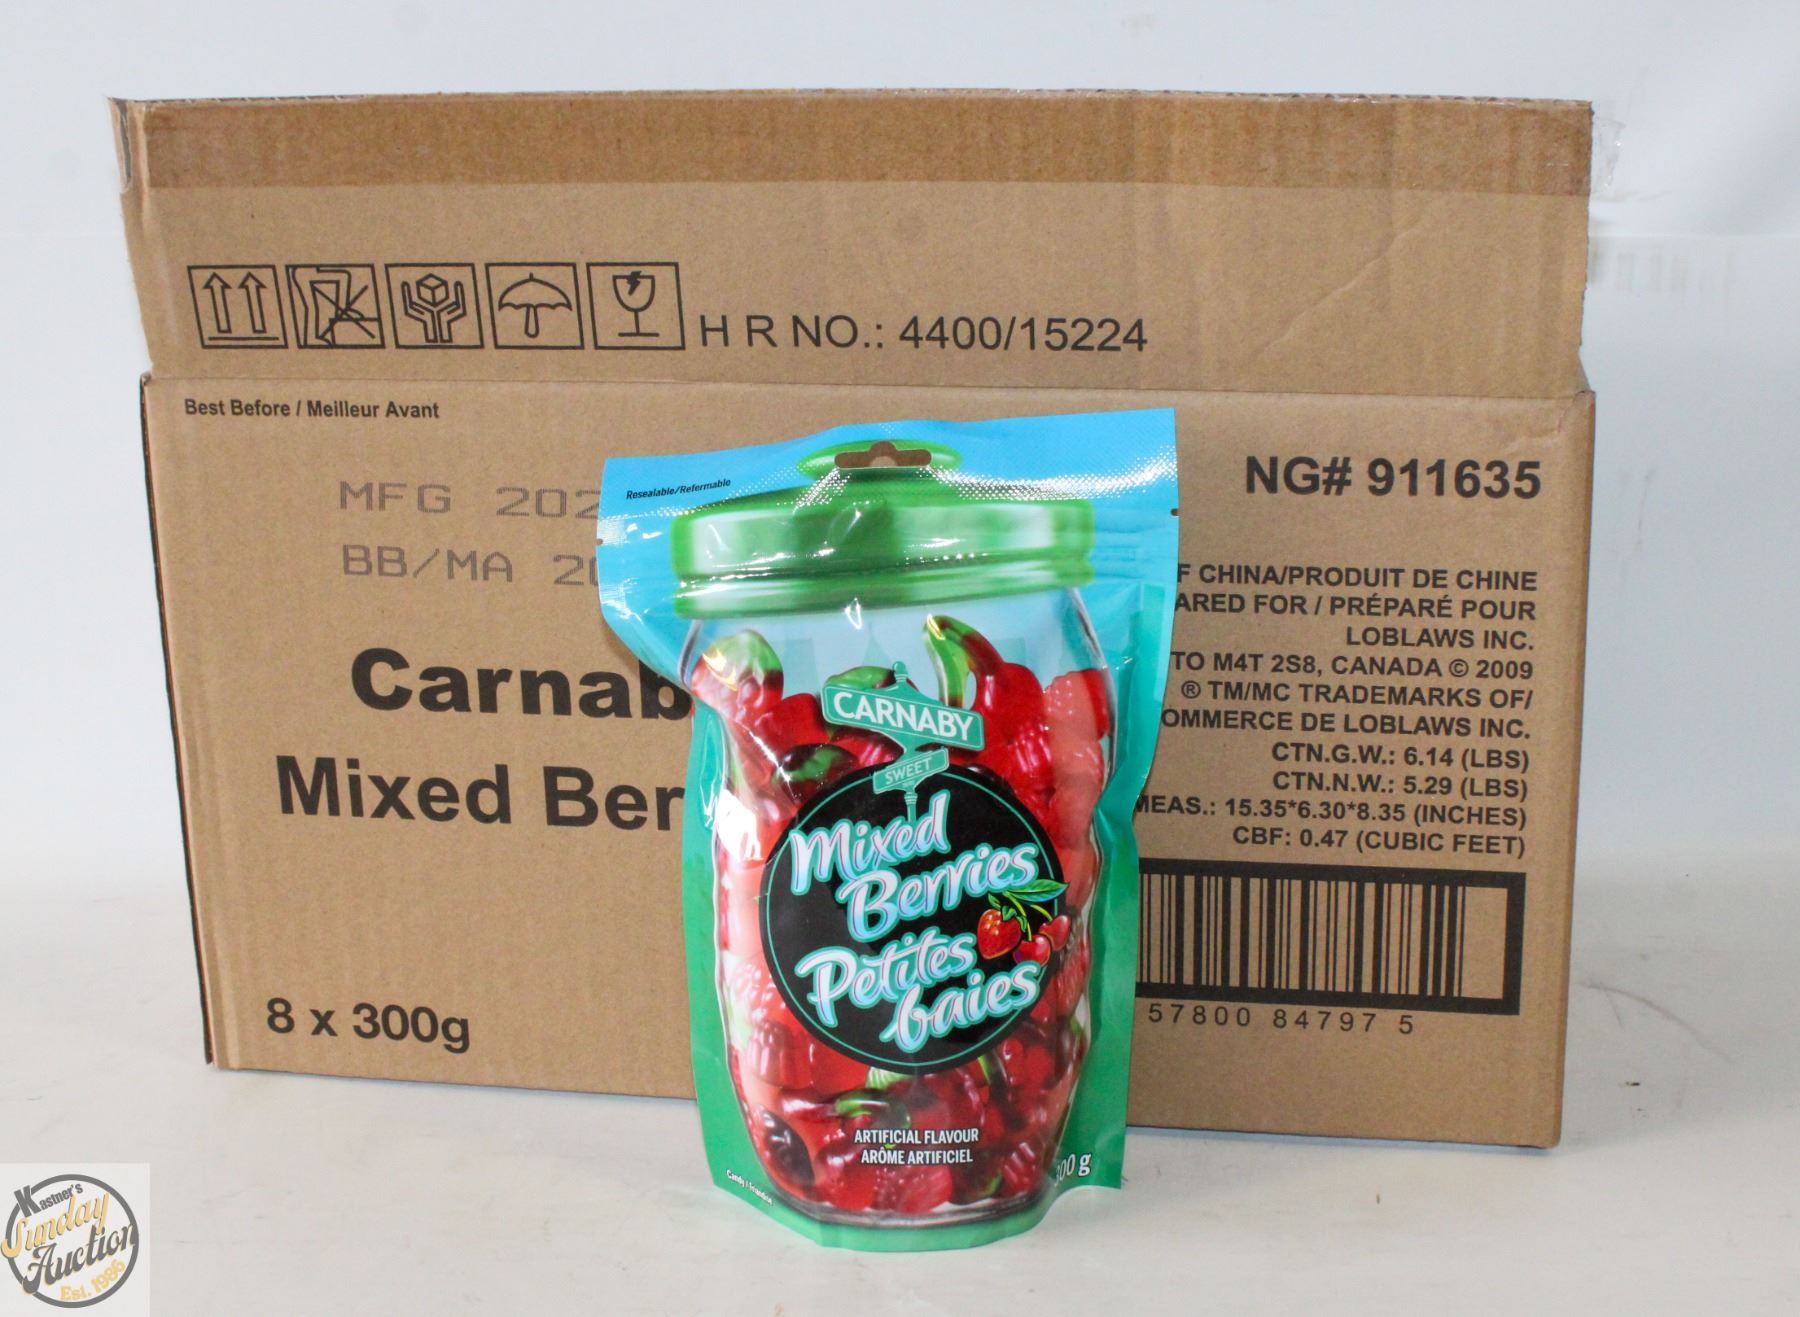 H R NO.: 4400/15224
Best Before / Meilleur Avant
MFG 202
BB/MA 20
Carnab
Mixed Ber
8 x 300g
NG# 911635
F CHINA/PRODUIT DE CHINE
ARED FOR / PRÉPARÉ POUR
LOBLAWS INC.
TO M4T 2S8, CANADA © 2009
® TM/MC TRADEMARKS OF/
OMMERCE DE LOBLAWS INC.
CTN.G.W.: 6.14 (LBS)
CTN.N.W.: 5.29 (LBS)
MEAS.: 15.35*6.30*8.35 (INCHES)
CBF: 0.47 (CUBIC FEET)
57800 84797 5
Resealable/Refermable
CARNABY
SWEET
Mixed
Berries
Petites
baies
ARTIFICIAL FLAVOUR
ARÔME ARTIFICIEL
Candy / Friandise
300 g
Kastner's
Sunday
Auction
Est. 1986